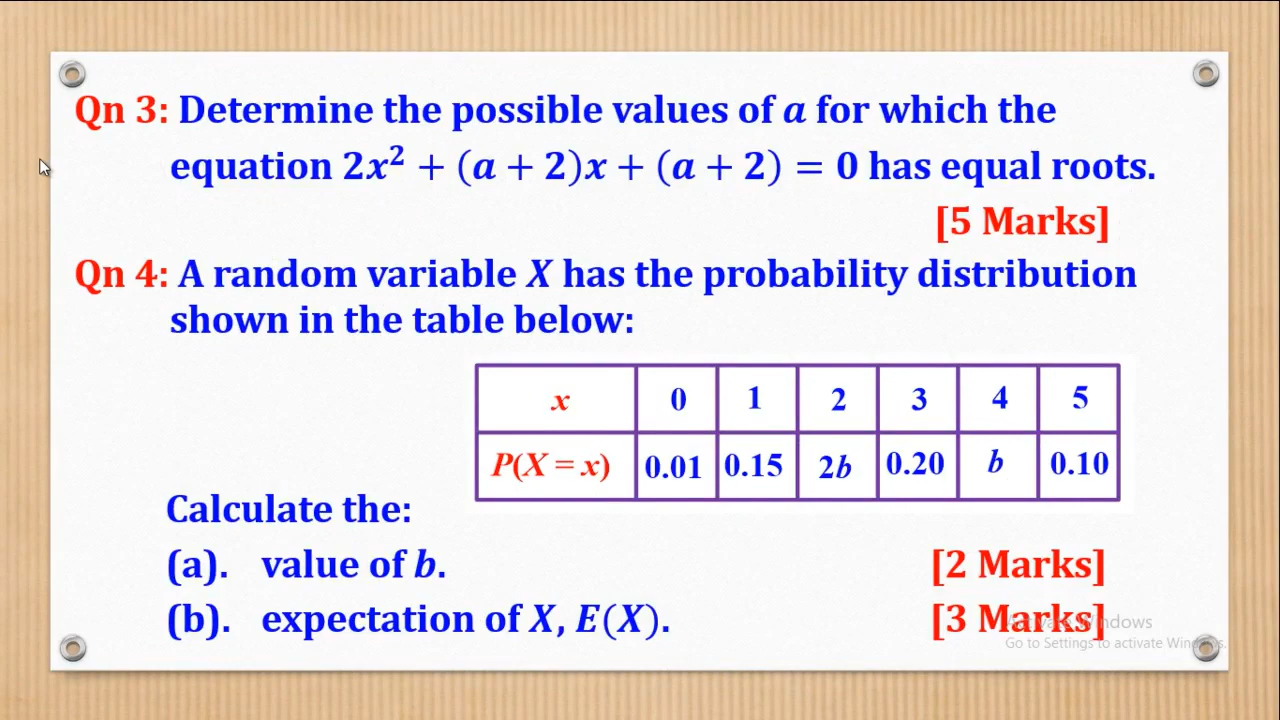 Qn 3: Determine the possible values of a for which the
equation 2x² + (a + 2)x + (a + 2) = 0 has equal roots.
[5 Marks]
Qn 4: A random variable X has the probability distribution
shown in the table below:
x 0 1 2 3 4 5
P(X = x) 0.01 0.15 2b 0.20 b 0.10
Calculate the:
(a). value of b. [2 Marks]
(b). expectation of X, E(X). [3 Marks]
Activate Windows
Go to Settings to activate Windows.